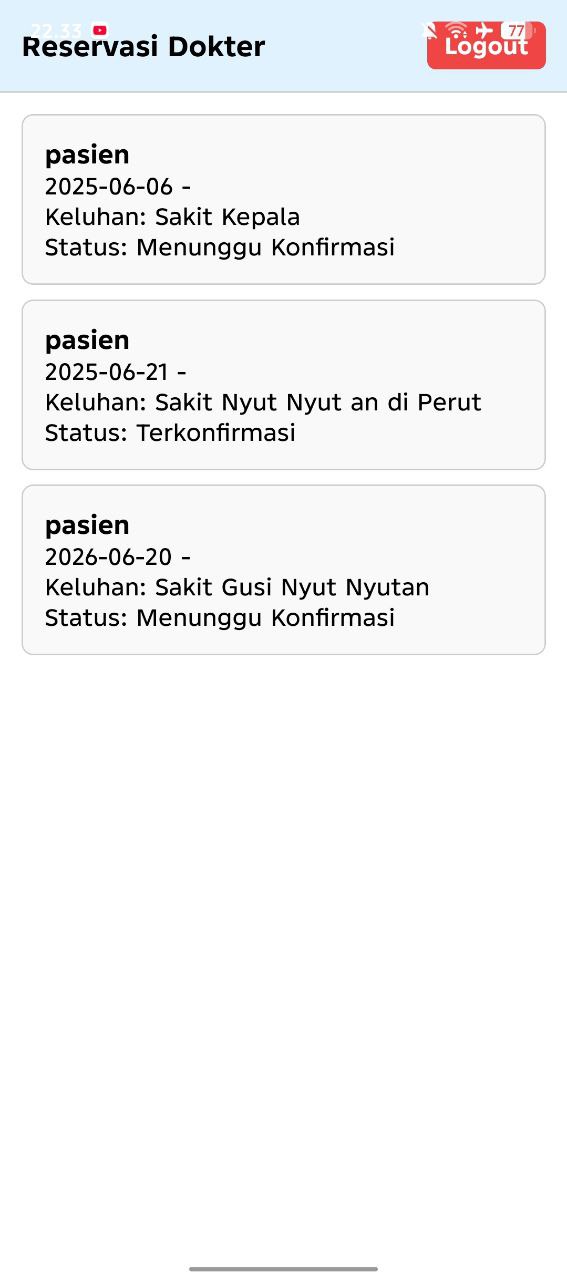 22.33
77
Reservasi Dokter
Logout
pasien
2025-06-06 -
Keluhan: Sakit Kepala
Status: Menunggu Konfirmasi
pasien
2025-06-21 -
Keluhan: Sakit Nyut Nyut an di Perut
Status: Terkonfirmasi
pasien
2026-06-20 -
Keluhan: Sakit Gusi Nyut Nyutan
Status: Menunggu Konfirmasi